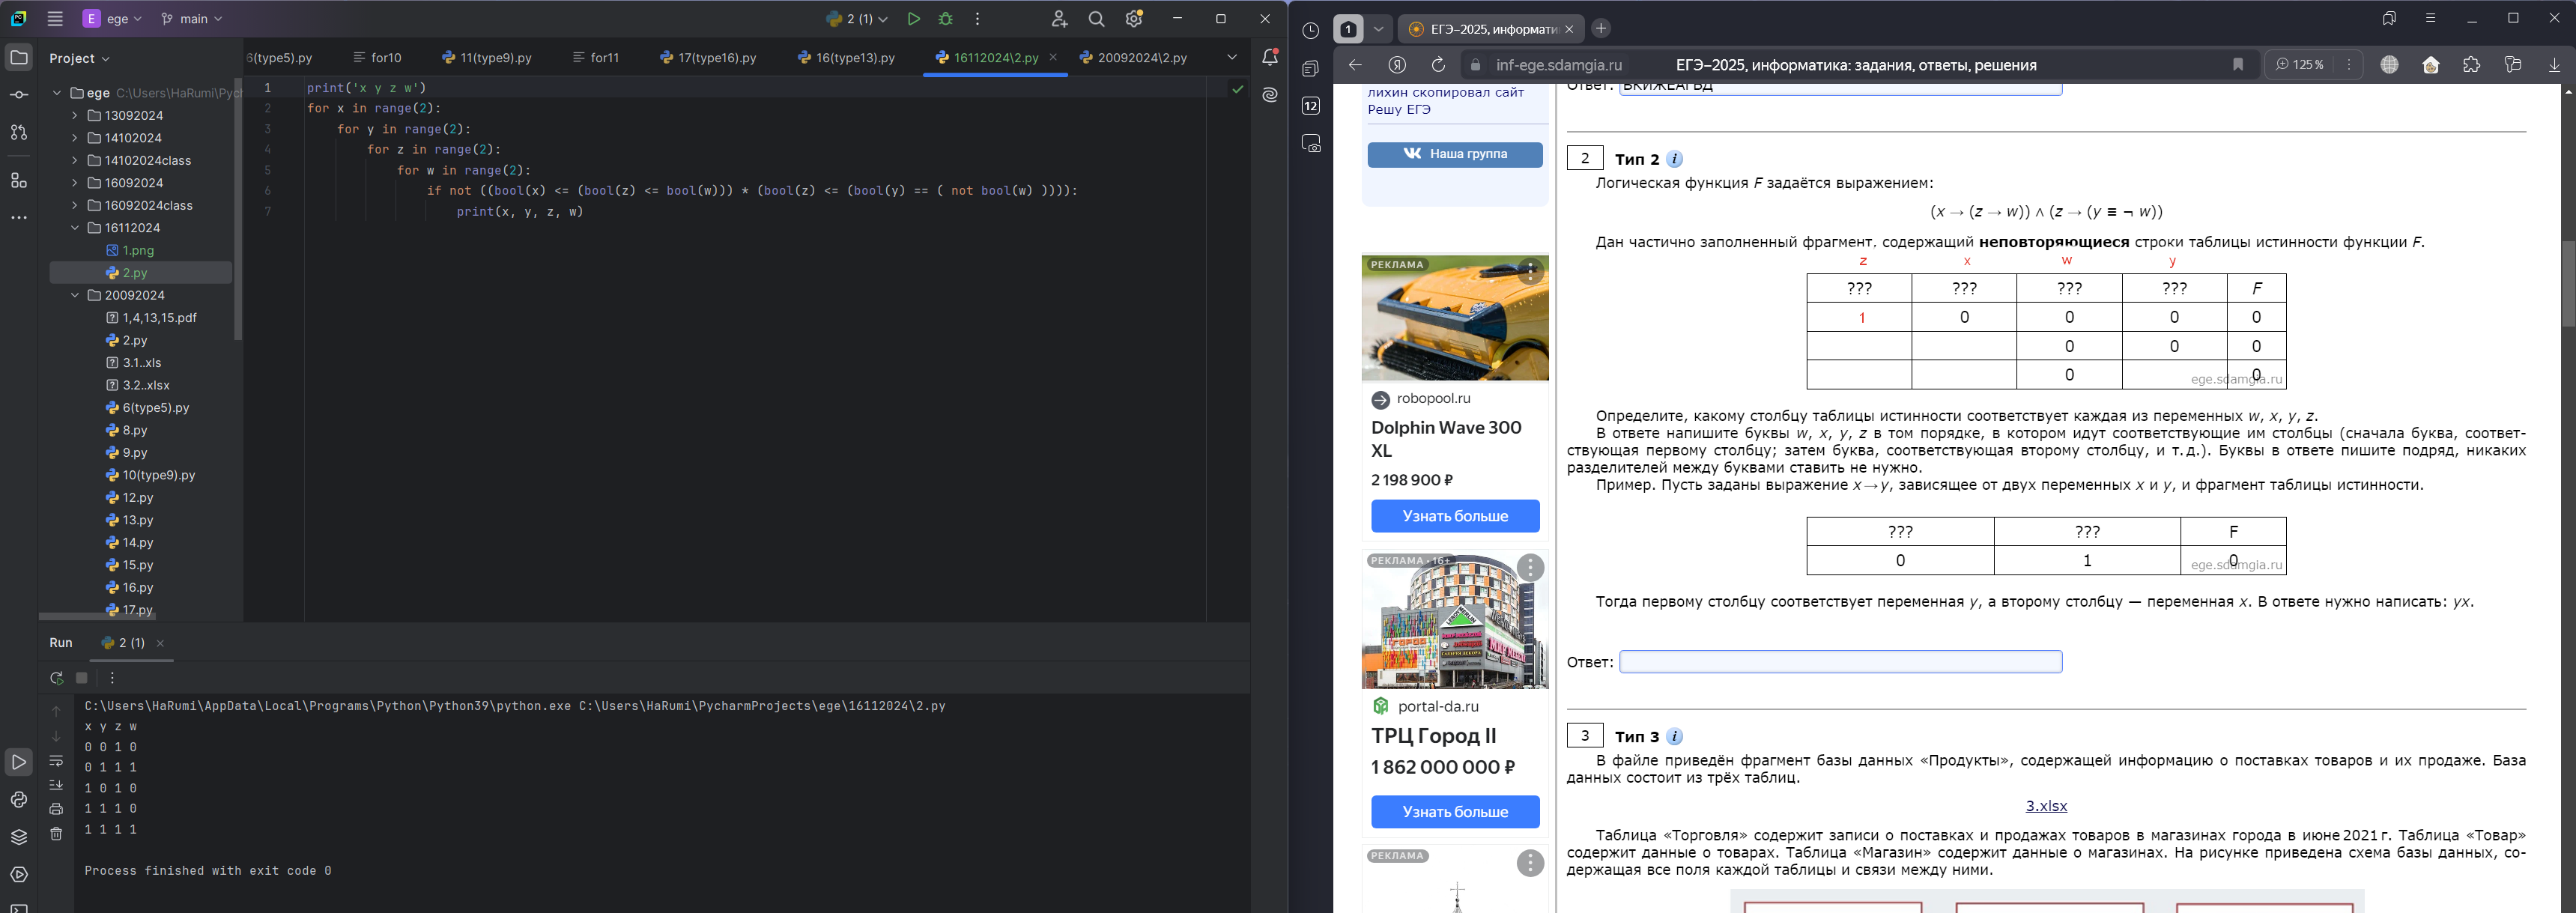 E ege
main
2 (1)
Project
6(type5).py
for10
11(type9).py
for11
17(type16).py
16(type13).py
16112024\2.py
20092024\2.py
ege C:\Users\HaRumi\Pych
13092024
14102024
14102024class
16092024
16092024class
16112024
1.png
2.py
20092024
1,4,13,15.pdf
2.py
3.1..xls
3.2..xlsx
6(type5).py
8.py
9.py
10(type9).py
12.py
13.py
14.py
15.py
16.py
17.py
1 print('x y z w')
2 for x in range(2):
3 for y in range(2):
4 for z in range(2):
5 for w in range(2):
6 if not ((bool(x) <= (bool(z) <= bool(w))) * (bool(z) <= (bool(y) == ( not bool(w) )))):
7 print(x, y, z, w)
Run
2 (1)
C:\Users\HaRumi\AppData\Local\Programs\Python\Python39\python.exe C:\Users\HaRumi\PycharmProjects\ege\16112024\2.py
x y z w
0 0 1 0
0 1 1 1
1 0 1 0
1 1 1 0
1 1 1 1
Process finished with exit code 0
1
ЕГЭ–2025, информати
inf-ege.sdamgia.ru
ЕГЭ–2025, информатика: задания, ответы, решения
125 %
12
лихин скопировал сайт
Решу ЕГЭ
Наша группа
РЕКЛАМА
robopool.ru
Dolphin Wave 300
XL
2 198 900 ₽
Узнать больше
РЕКЛАМА • 16+
portal-da.ru
ТРЦ Город II
1 862 000 000 ₽
Узнать больше
РЕКЛАМА
Ответ: ВКИЖЕАГБД
2 Тип 2 i
Логическая функция F задаётся выражением:
(x → (z → w)) ∧ (z → (y ≡ ¬ w))
Дан частично заполненный фрагмент, содержащий неповторяющиеся строки таблицы истинности функции F.
z x w y
??? ??? ??? ??? F
1 0 0 0 0
0 0 0
0 0
ege.sdamgia.ru
Определите, какому столбцу таблицы истинности соответствует каждая из переменных w, x, y, z.
В ответе напишите буквы w, x, y, z в том порядке, в котором идут соответствующие им столбцы (сначала буква, соответ-
ствующая первому столбцу; затем буква, соответствующая второму столбцу, и т. д.). Буквы в ответе пишите подряд, никаких
разделителей между буквами ставить не нужно.
Пример. Пусть заданы выражение x → y, зависящее от двух переменных x и y, и фрагмент таблицы истинности.
??? ??? F
0 1 0
ege.sdamgia.ru
Тогда первому столбцу соответствует переменная y, а второму столбцу — переменная x. В ответе нужно написать: yx.
Ответ:
3 Тип 3 i
В файле приведён фрагмент базы данных «Продукты», содержащей информацию о поставках товаров и их продаже. База
данных состоит из трёх таблиц.
3.xlsx
Таблица «Торговля» содержит записи о поставках и продажах товаров в магазинах города в июне 2021 г. Таблица «Товар»
содержит данные о товарах. Таблица «Магазин» содержит данные о магазинах. На рисунке приведена схема базы данных, со-
держащая все поля каждой таблицы и связи между ними.